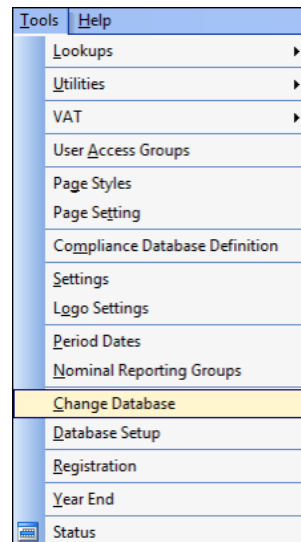 Tools Help
Lookups
Utilities
VAT
User Access Groups
Page Styles
Page Setting
Compliance Database Definition
Settings
Logo Settings
Period Dates
Nominal Reporting Groups
Change Database
Database Setup
Registration
Year End
Status